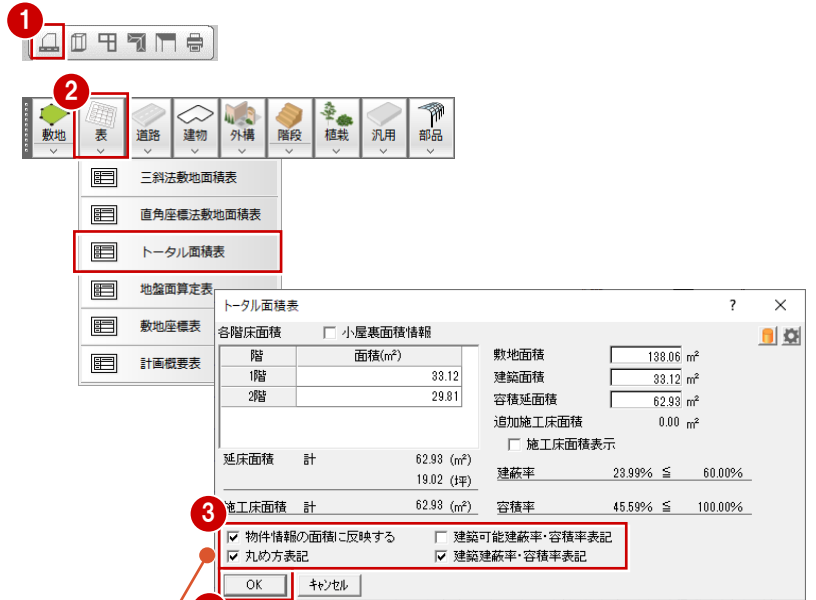 1
2
敷地 表 道路 建物 外構 階段 植栽 汎用 部品
三斜法敷地面積表
直角座標法敷地面積表
トータル面積表
地盤面算定表
敷地座標表
計画概要表
トータル面積表 ? ×
各階床面積 小屋裏面積情報
階 面積(㎡)
1階 33.12
2階 29.81
敷地面積 138.06 ㎡
建築面積 33.12 ㎡
容積延面積 62.93 ㎡
追加施工床面積 0.00 ㎡
施工床面積表示
延床面積 計 62.93 (㎡)
19.02 (坪)
建蔽率 23.99% ≦ 60.00%
施工床面積 計 62.93 (㎡)
容積率 45.59% ≦ 100.00%
3
物件情報の面積に反映する 建築可能建蔽率・容積率表記
丸め方表記 建築建蔽率・容積率表記
OK キャンセル